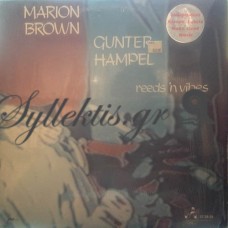 MARION
BROWN
GUNTER
HAMPEL
reeds 'n vibes
Syllektis.gr